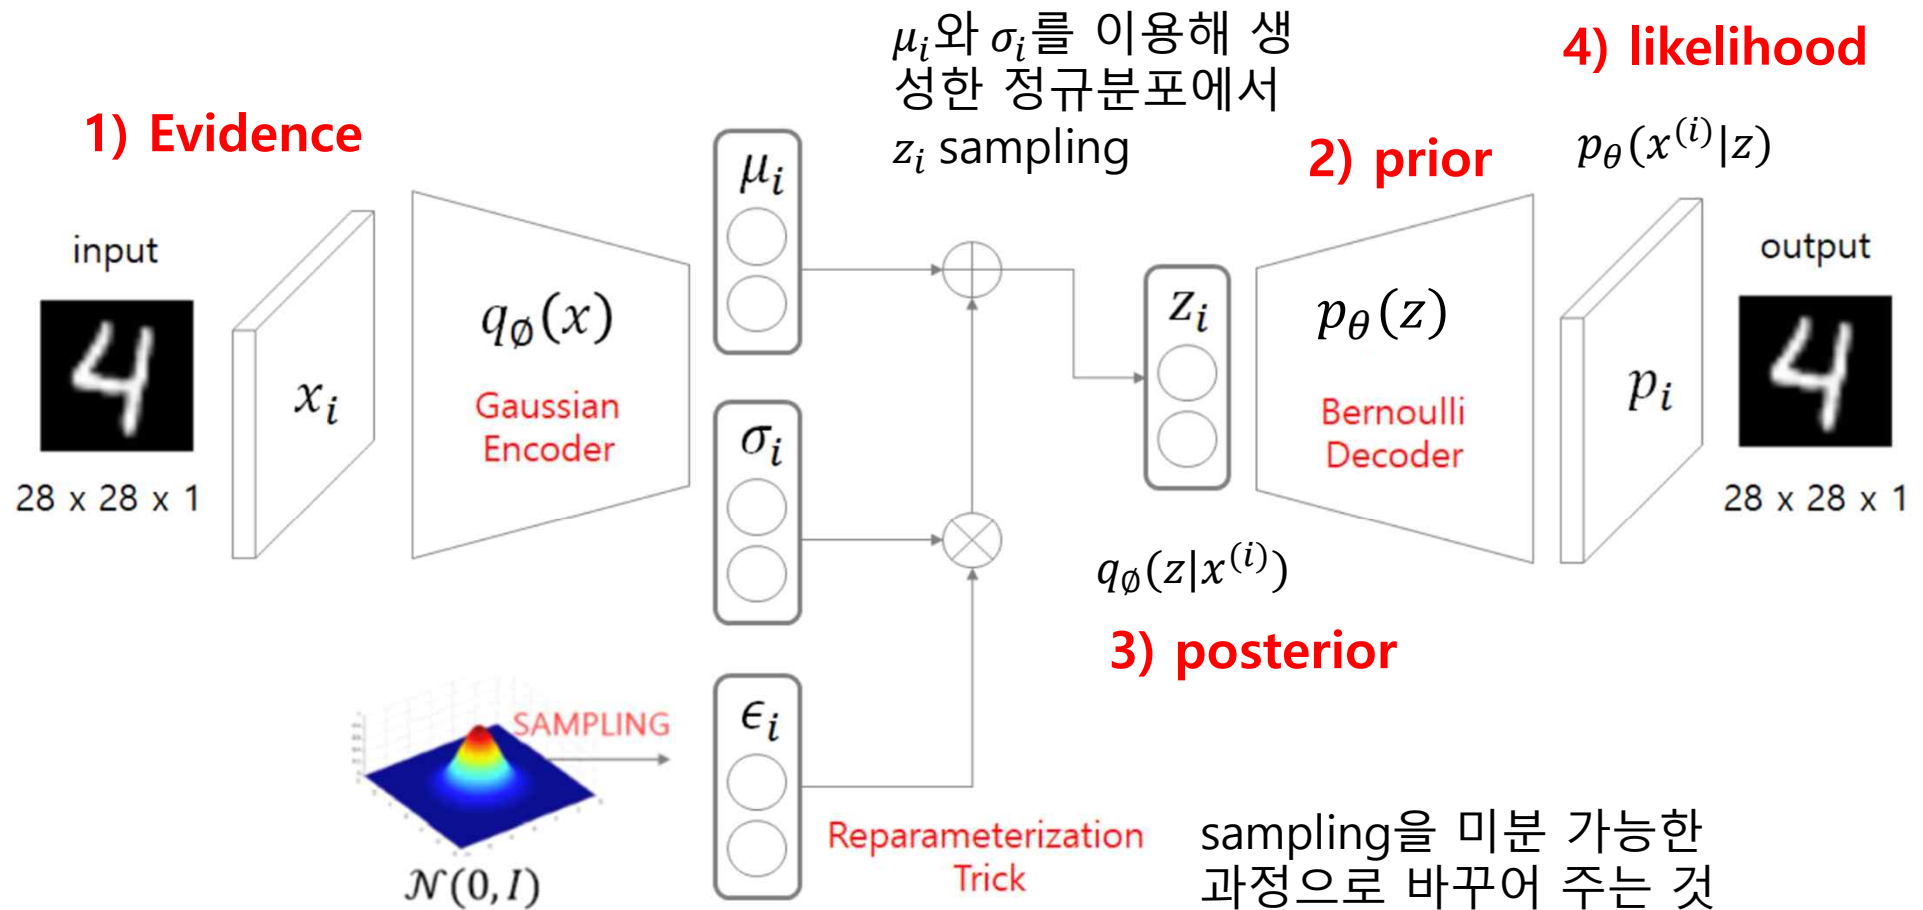 μᵢ와 σᵢ를 이용해 생
성한 정규분포에서
zᵢ sampling
4) likelihood
p_θ(x^(i)|z)
1) Evidence
2) prior
input
28 x 28 x 1
xᵢ
q_∅(x)
Gaussian
Encoder
μᵢ
σᵢ
ϵᵢ
SAMPLING
𝒩(0, I)
Reparameterization
Trick
zᵢ
q_∅(z|x^(i))
3) posterior
p_θ(z)
Bernoulli
Decoder
pᵢ
output
28 x 28 x 1
sampling을 미분 가능한
과정으로 바꾸어 주는 것